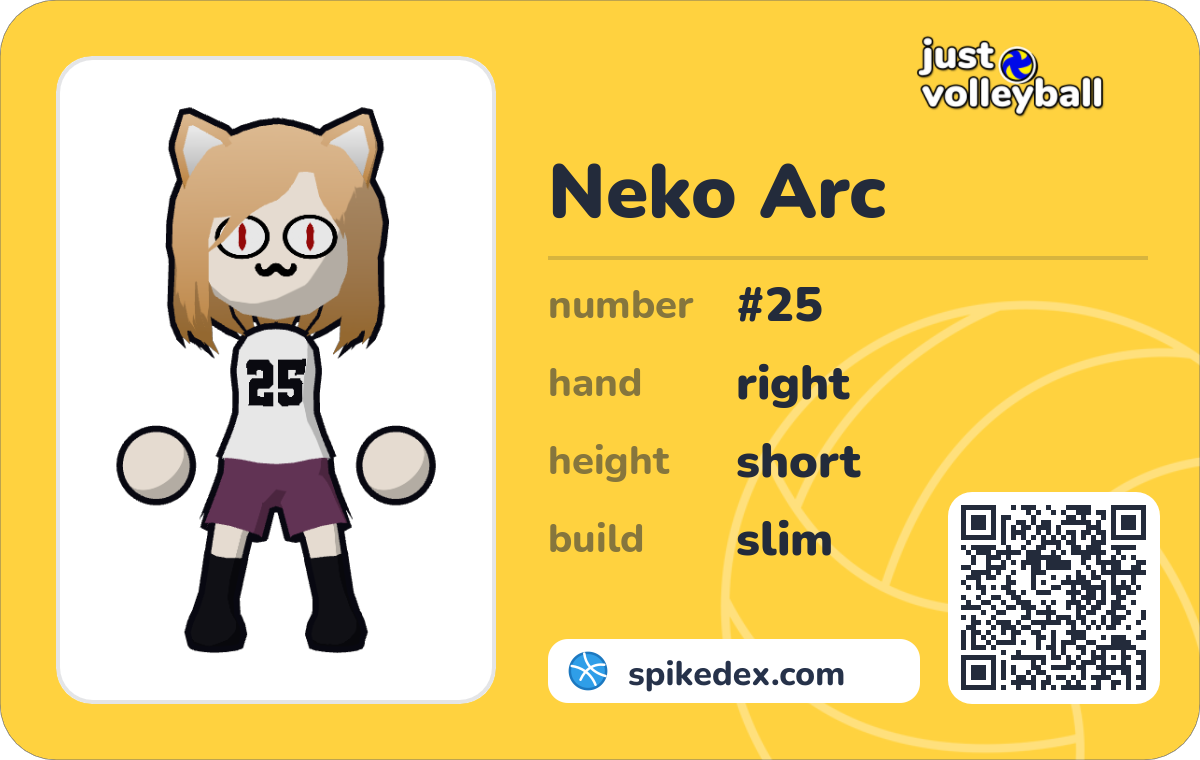 just
volleyball
Neko Arc
number #25
hand right
height short
build slim
25
spikedex.com